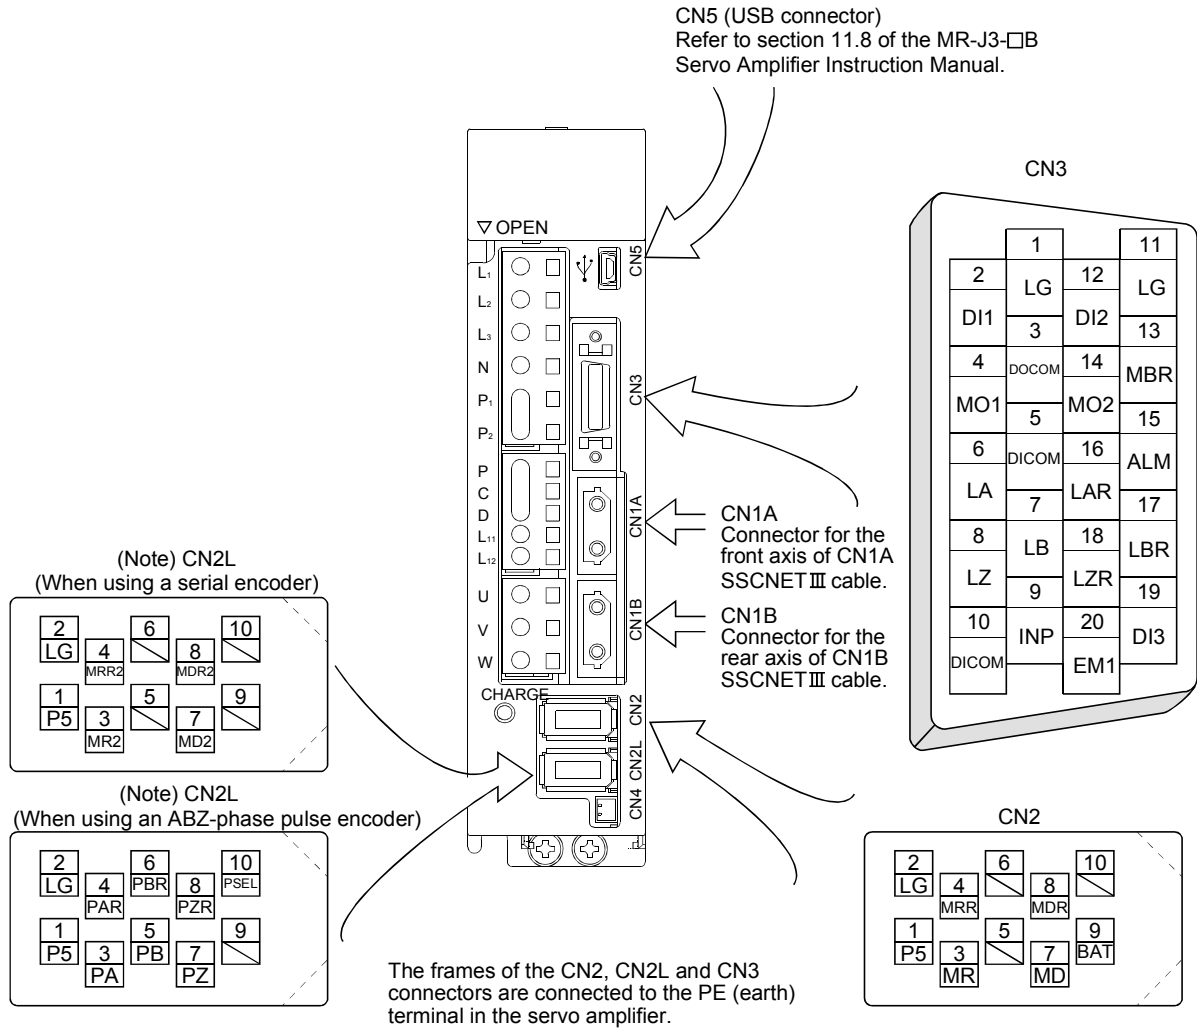 CN5 (USB connector)
Refer to section 11.8 of the MR-J3-□B
Servo Amplifier Instruction Manual.
▽ OPEN
L1
L2
L3
N
P1
P2
P
C
D
L11
L12
U
V
W
CHARGE
CN5
CN3
CN1A
CN1B
CN2
CN2L
CN4
CN1A
Connector for the
front axis of CN1A
SSCNETⅢ cable.
CN1B
Connector for the
rear axis of CN1B
SSCNETⅢ cable.
CN3
1 11
2 LG 12 LG
DI1 3 DI2 13
4 DOCOM 14 MBR
MO1 5 MO2 15
6 DICOM 16 ALM
LA 7 LAR 17
8 LB 18 LBR
LZ 9 LZR 19
10 INP 20 DI3
DICOM EM1
(Note) CN2L
(When using a serial encoder)
2 6 10
LG 4 8
MRR2 MDR2
1 5 9
P5 3 7
MR2 MD2
(Note) CN2L
(When using an ABZ-phase pulse encoder)
2 6 10
LG 4 PBR 8 PSEL
PAR PZR
1 5 9
P5 3 PB 7
PA PZ
CN2
2 6 10
LG 4 8
MRR MDR
1 5 9
P5 3 7 BAT
MR MD
The frames of the CN2, CN2L and CN3
connectors are connected to the PE (earth)
terminal in the servo amplifier.